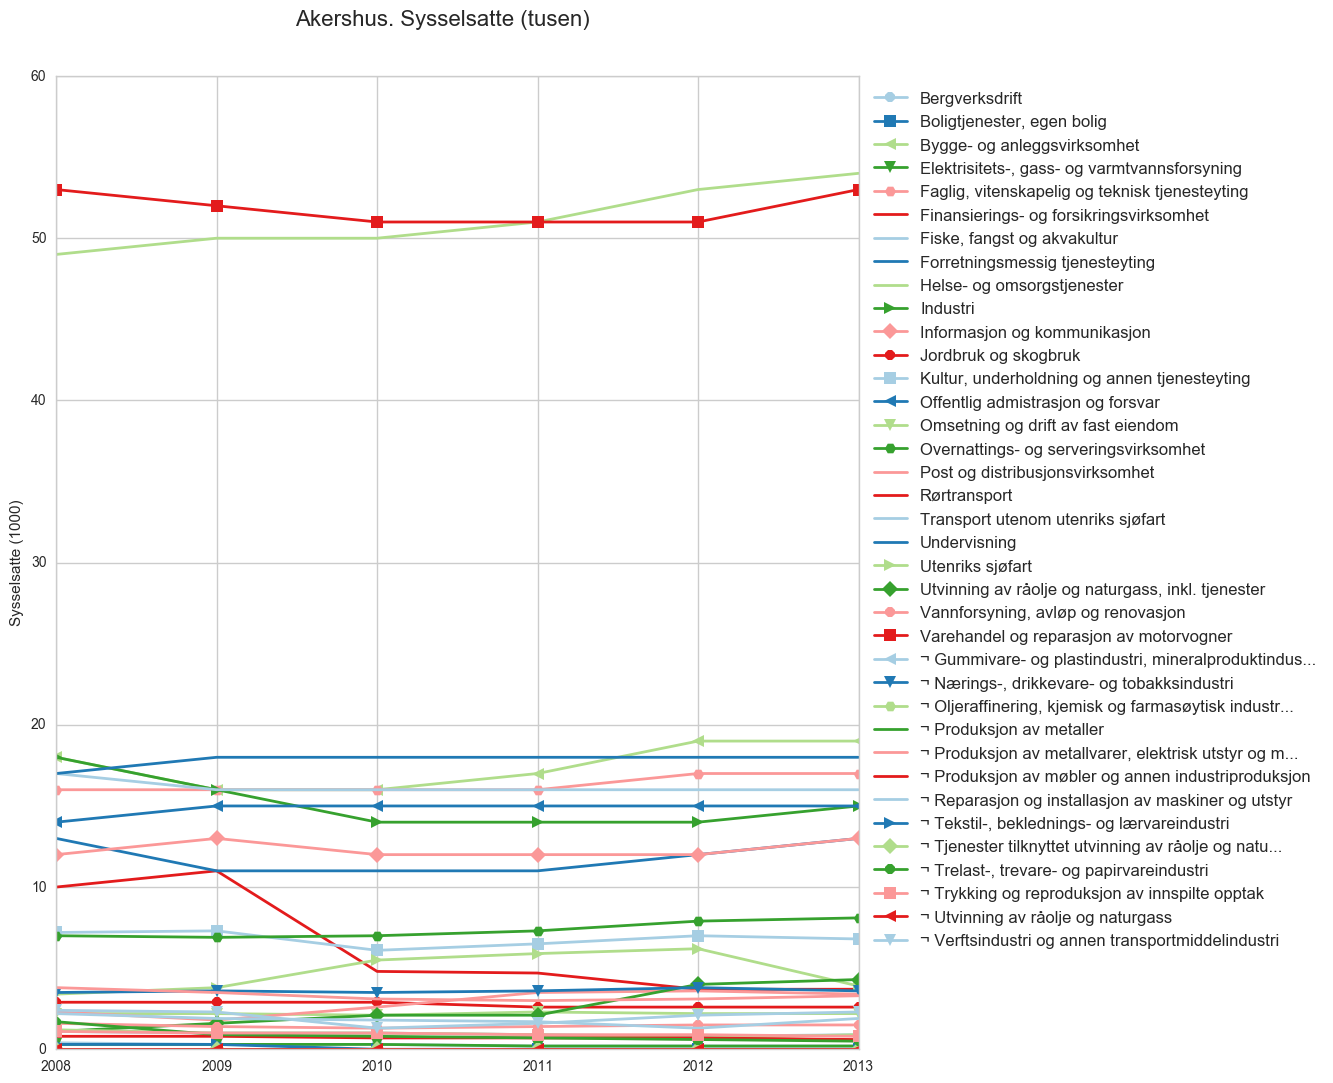 Akershus. Sysselsatte (tusen)
60
50
40
30
20
10
0
Sysselsatte (1000)
2008
2009
2010
2011
2012
2013
Bergverksdrift
Boligtjenester, egen bolig
Bygge- og anleggsvirksomhet
Elektrisitets-, gass- og varmtvannsforsyning
Faglig, vitenskapelig og teknisk tjenesteyting
Finansierings- og forsikringsvirksomhet
Fiske, fangst og akvakultur
Forretningsmessig tjenesteyting
Helse- og omsorgstjenester
Industri
Informasjon og kommunikasjon
Jordbruk og skogbruk
Kultur, underholdning og annen tjenesteyting
Offentlig admistrasjon og forsvar
Omsetning og drift av fast eiendom
Overnattings- og serveringsvirksomhet
Post og distribusjonsvirksomhet
Rørtransport
Transport utenom utenriks sjøfart
Undervisning
Utenriks sjøfart
Utvinning av råolje og naturgass, inkl. tjenester
Vannforsyning, avløp og renovasjon
Varehandel og reparasjon av motorvogner
¬ Gummivare- og plastindustri, mineralproduktindus...
¬ Nærings-, drikkevare- og tobakksindustri
¬ Oljeraffinering, kjemisk og farmasøytisk industr...
¬ Produksjon av metaller
¬ Produksjon av metallvarer, elektrisk utstyr og m...
¬ Produksjon av møbler og annen industriproduksjon
¬ Reparasjon og installasjon av maskiner og utstyr
¬ Tekstil-, beklednings- og lærvareindustri
¬ Tjenester tilknyttet utvinning av råolje og natu...
¬ Trelast-, trevare- og papirvareindustri
¬ Trykking og reproduksjon av innspilte opptak
¬ Utvinning av råolje og naturgass
¬ Verftsindustri og annen transportmiddelindustri